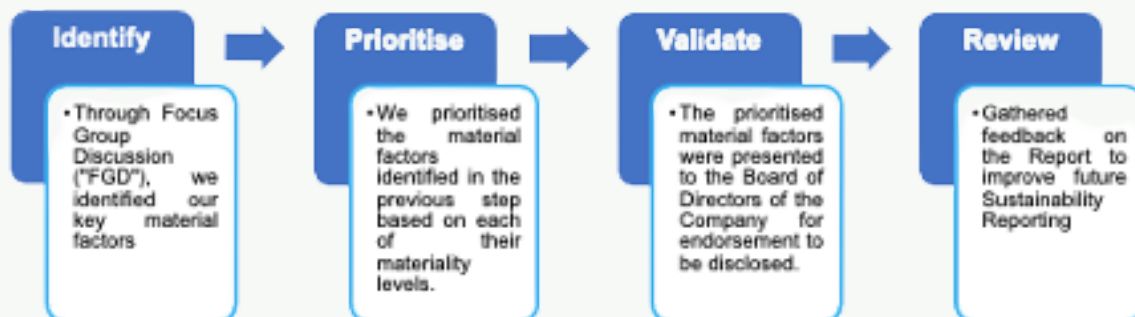 Identify
• Through Focus
Group
Discussion
("FGD"), we
identified our
key material
factors
Prioritise
• We prioritised
the material
factors
identified in the
previous step
based on each
of their
materiality
levels.
Validate
• The prioritised
material factors
were presented
to the Board of
Directors of the
Company for
endorsement to
be disclosed.
Review
• Gathered
feedback on
the Report to
improve future
Sustainability
Reporting